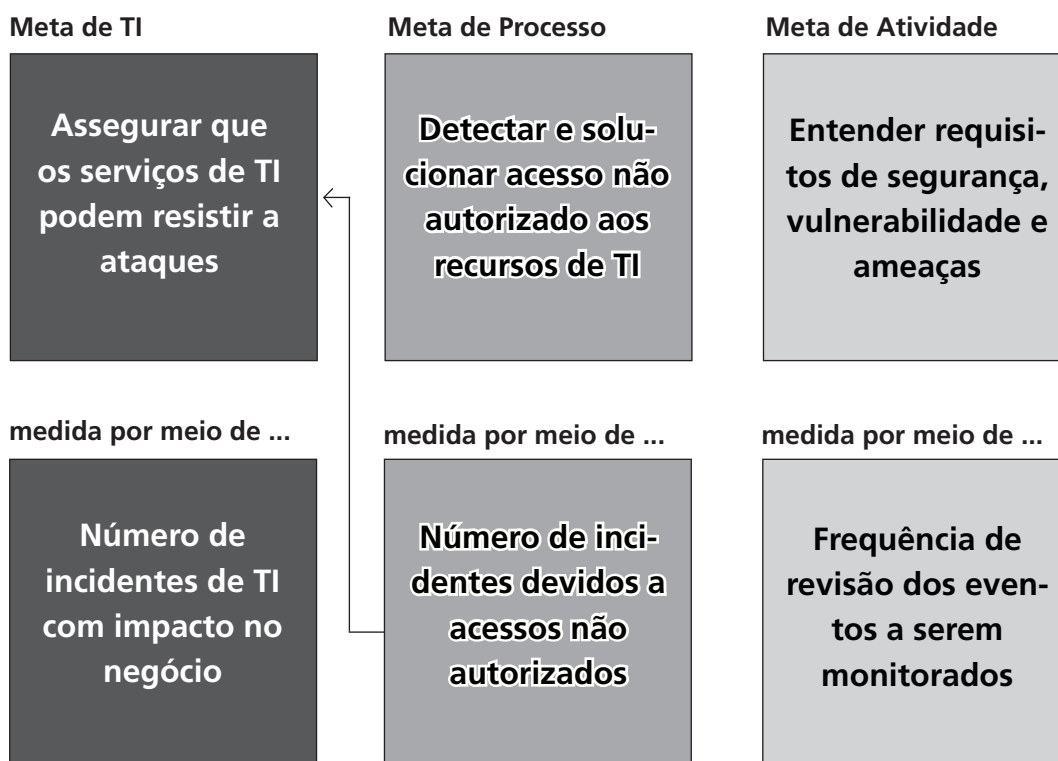 Meta de TI
Assegurar que
os serviços de TI
podem resistir a
ataques
Meta de Processo
Detectar e solu-
cionar acesso não
autorizado aos
recursos de TI
Meta de Atividade
Entender requisi-
tos de segurança,
vulnerabilidade e
ameaças
medida por meio de ...
Número de
incidentes de TI
com impacto no
negócio
medida por meio de ...
Número de inci-
dentes devidos a
acessos não
autorizados
medida por meio de ...
Frequência de
revisão dos even-
tos a serem
monitorados